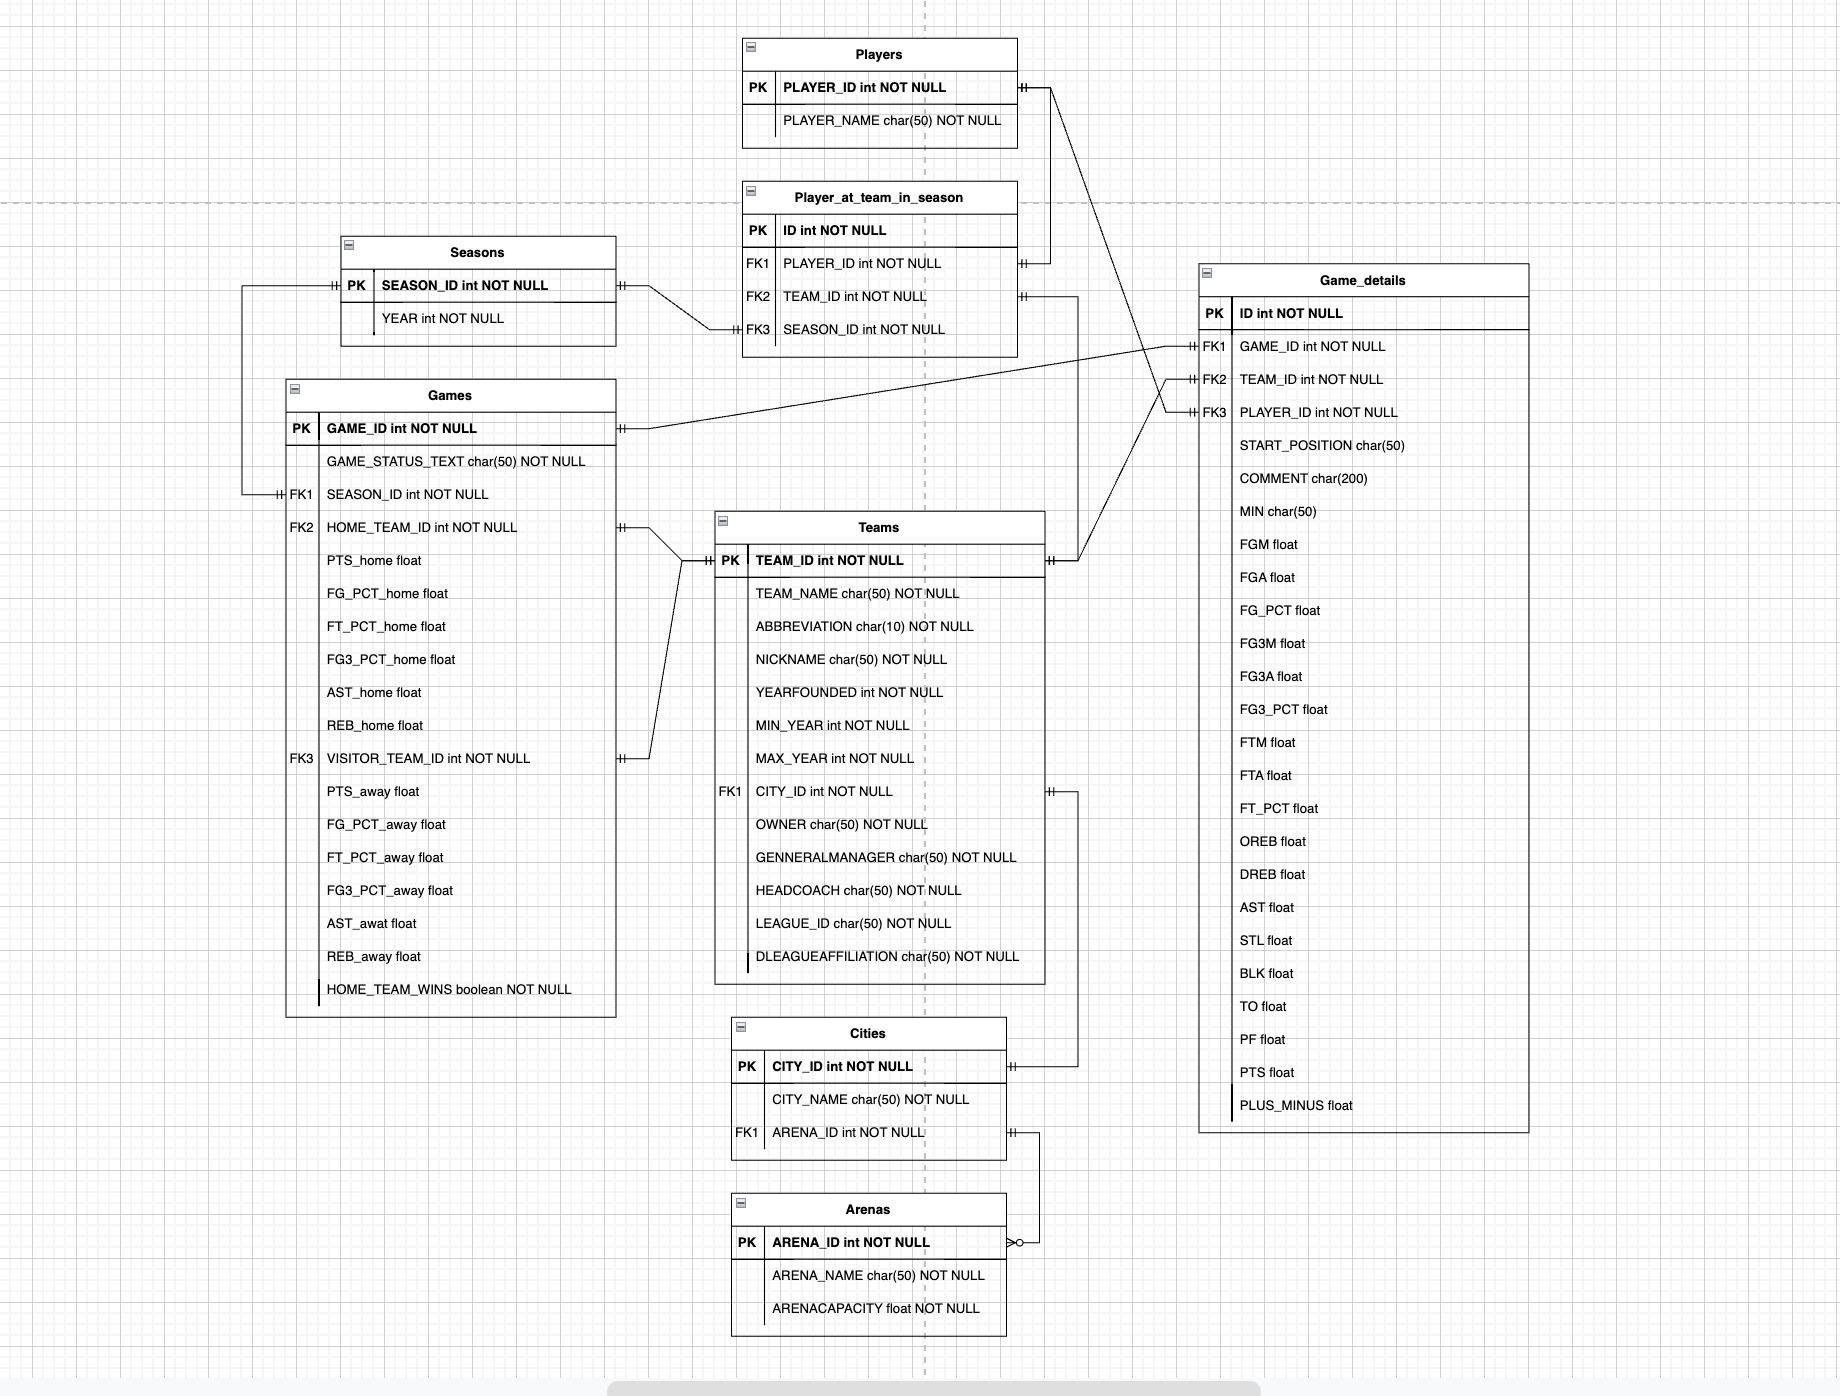 Players
PK PLAYER_ID int NOT NULL
PLAYER_NAME char(50) NOT NULL
Player_at_team_in_season
PK ID int NOT NULL
FK1 PLAYER_ID int NOT NULL
FK2 TEAM_ID int NOT NULL
FK3 SEASON_ID int NOT NULL
Seasons
PK SEASON_ID int NOT NULL
YEAR int NOT NULL
Games
PK GAME_ID int NOT NULL
GAME_STATUS_TEXT char(50) NOT NULL
FK1 SEASON_ID int NOT NULL
FK2 HOME_TEAM_ID int NOT NULL
PTS_home float
FG_PCT_home float
FT_PCT_home float
FG3_PCT_home float
AST_home float
REB_home float
FK3 VISITOR_TEAM_ID int NOT NULL
PTS_away float
FG_PCT_away float
FT_PCT_away float
FG3_PCT_away float
AST_awat float
REB_away float
HOME_TEAM_WINS boolean NOT NULL
Teams
PK TEAM_ID int NOT NULL
TEAM_NAME char(50) NOT NULL
ABBREVIATION char(10) NOT NULL
NICKNAME char(50) NOT NULL
YEARFOUNDED int NOT NULL
MIN_YEAR int NOT NULL
MAX_YEAR int NOT NULL
FK1 CITY_ID int NOT NULL
OWNER char(50) NOT NULL
GENNERALMANAGER char(50) NOT NULL
HEADCOACH char(50) NOT NULL
LEAGUE_ID char(50) NOT NULL
DLEAGUEAFFILIATION char(50) NOT NULL
Cities
PK CITY_ID int NOT NULL
CITY_NAME char(50) NOT NULL
FK1 ARENA_ID int NOT NULL
Arenas
PK ARENA_ID int NOT NULL
ARENA_NAME char(50) NOT NULL
ARENACAPACITY float NOT NULL
Game_details
PK ID int NOT NULL
FK1 GAME_ID int NOT NULL
FK2 TEAM_ID int NOT NULL
FK3 PLAYER_ID int NOT NULL
START_POSITION char(50)
COMMENT char(200)
MIN char(50)
FGM float
FGA float
FG_PCT float
FG3M float
FG3A float
FG3_PCT float
FTM float
FTA float
FT_PCT float
OREB float
DREB float
AST float
STL float
BLK float
TO float
PF float
PTS float
PLUS_MINUS float